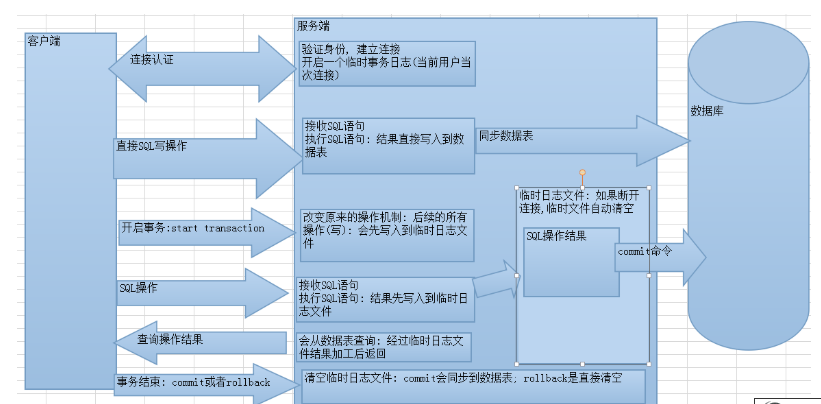 服务端
客户端
连接认证
验证身份, 建立连接
开启一个临时事务日志(当前用户当
次连接)
数据库
直接SQL写操作
接收SQL语句
执行SQL语句: 结果直接写入到数
据表
同步数据表
临时日志文件: 如果断开
连接,临时文件自动清空
开启事务:start transaction
改变原来的操作机制: 后续的所有
操作(写): 会先写入到临时日志文
件
SQL操作结果
commit命令
SQL操作
接收SQL语句
执行SQL语句: 结果先写入到临时日
志文件
查询操作结果
会从数据表查询: 经过临时日志文
件结果加工后返回
事务结束: commit或者rollback
清空临时日志文件: commit会同步到数据表; rollback是直接清空